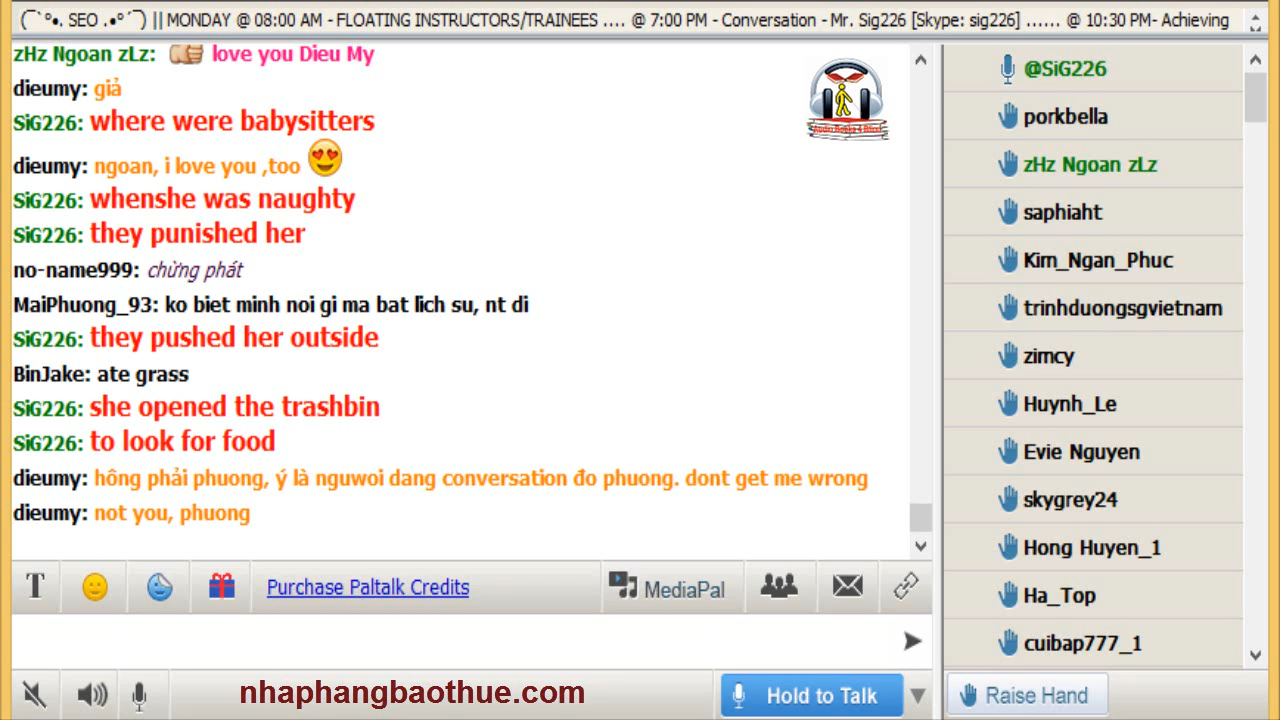 (¯`°•. SEO .•°´¯) || MONDAY @ 08:00 AM - FLOATING INSTRUCTORS/TRAINEES .... @ 7:00 PM - Conversation - Mr. Sig226 [Skype: sig226] ...... @ 10:30 PM- Achieving
zHz Ngoan zLz: love you Dieu My
dieumy: giả
SiG226: where were babysitters
dieumy: ngoan, i love you ,too
SiG226: whenshe was naughty
SiG226: they punished her
no-name999: chừng phát
MaiPhuong_93: ko biet minh noi gi ma bat lich su, nt di
SiG226: they pushed her outside
BinJake: ate grass
SiG226: she opened the trashbin
SiG226: to look for food
dieumy: hông phải phuong, ý là nguwoi dang conversation đo phuong. dont get me wrong
dieumy: not you, phuong
Audio Books 4 Blind
@SiG226
porkbella
zHz Ngoan zLz
saphiaht
Kim_Ngan_Phuc
trinhduongsgvietnam
zimcy
Huynh_Le
Evie Nguyen
skygrey24
Hong Huyen_1
Ha_Top
cuibap777_1
T
Purchase Paltalk Credits
MediaPal
nhaphangbaothue.com
Hold to Talk
Raise Hand